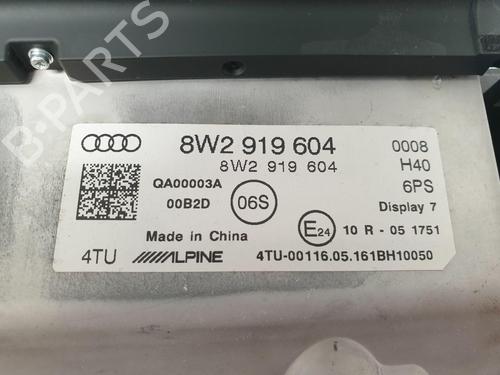 8W2 919 604
8W2 919 604
0008
H40
6PS
QA00003A
00B2D
06S
Display 7
Made in China
E24
10 R - 05 1751
4TU
ALPINE
4TU-00116.05.161BH10050
B-PARTS